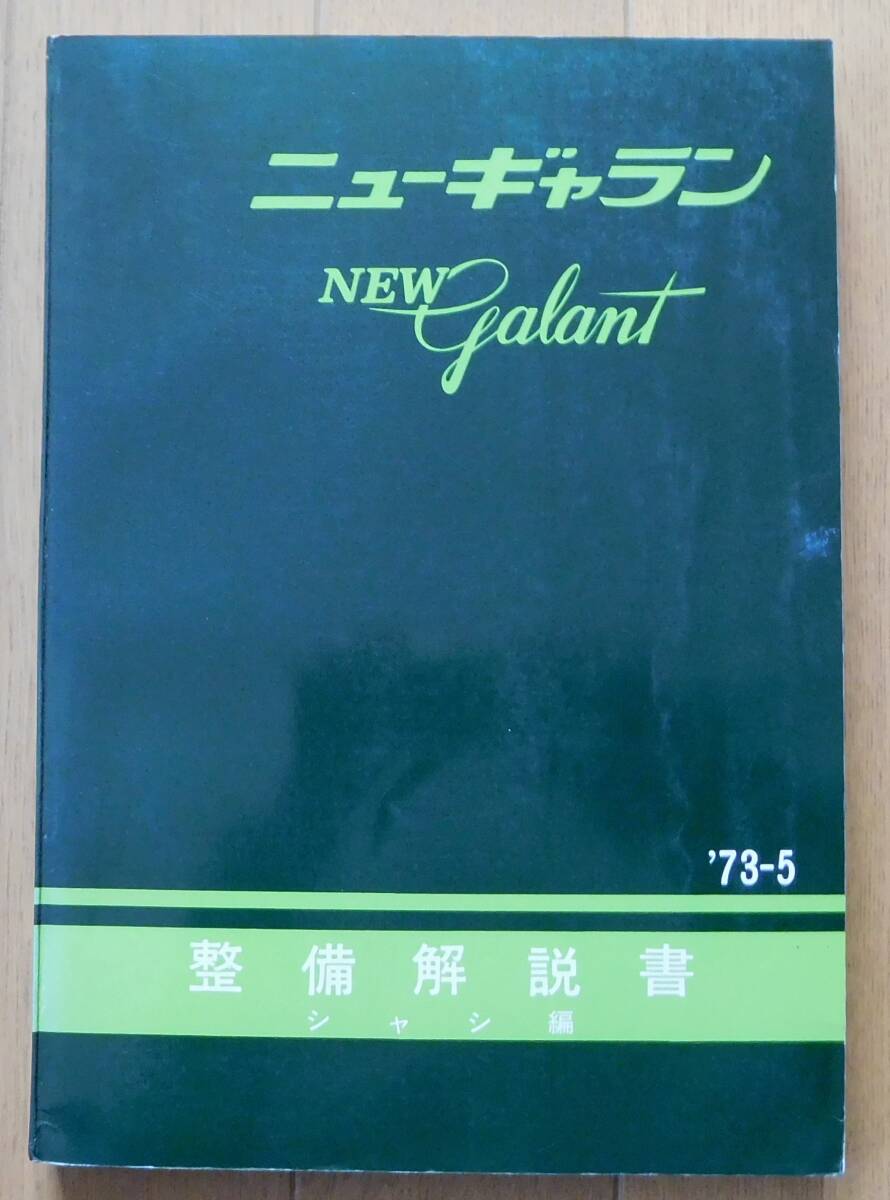 ニューギャラン
NEW galant
'73-5
整備解説書
シャシ編